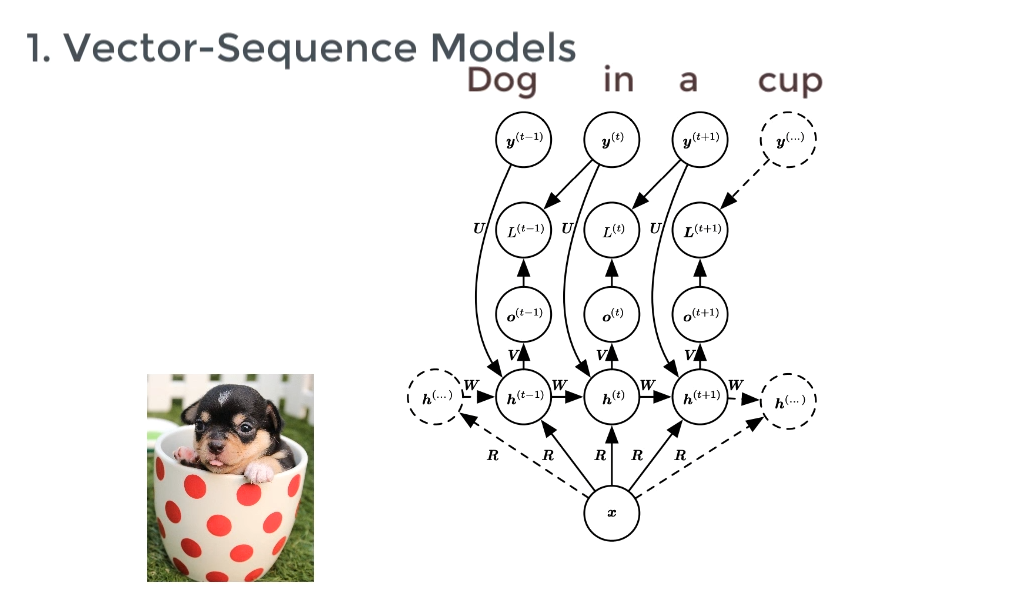 1. Vector-Sequence Models
Dog in a cup
y(t−1) y(t) y(t+1) y(...)
U L(t−1) U L(t) U L(t+1)
o(t−1) o(t) o(t+1)
V V V
W W W W
h(...) h(t−1) h(t) h(t+1) h(...)
R R R R R
x